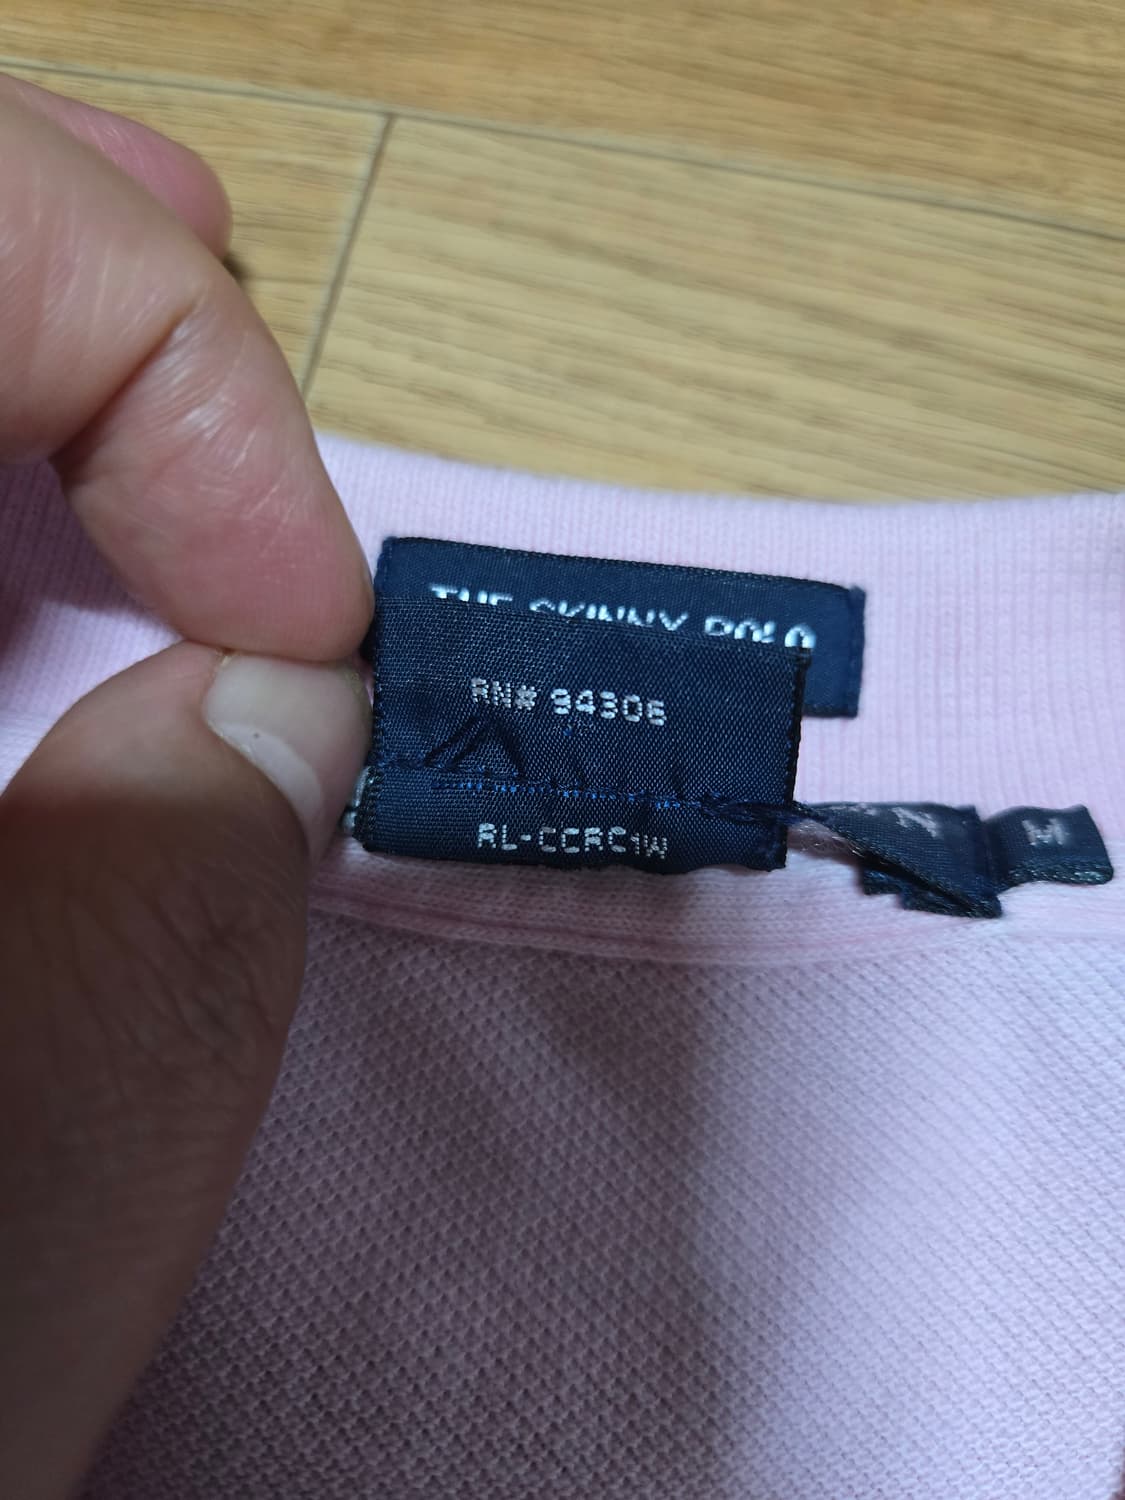 THE SKINNY POLO
RN# 94306
RL-CCRC1W
M